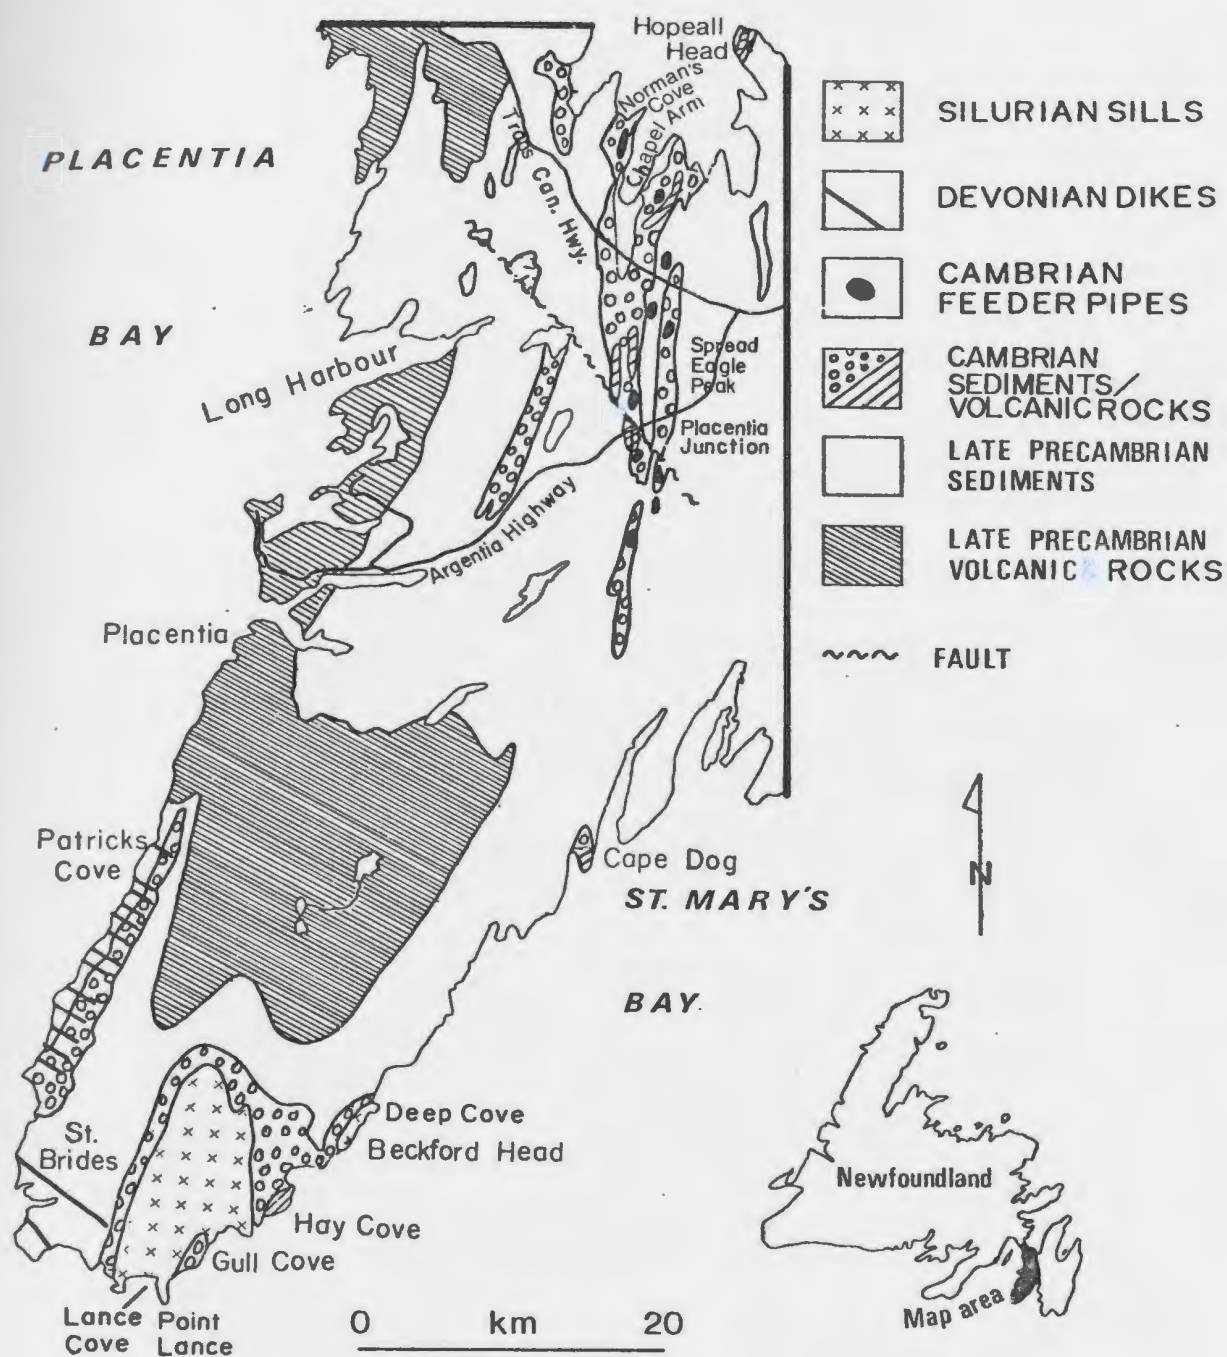 Hopeall
Head
Norman's
Cove
Chapel Arm
Trans Can. Hwy.
PLACENTIA
BAY
Long Harbour
Spread
Eagle
Peak
Placentia
Junction
Argentia Highway
Placentia
Patricks
Cove
Cape Dog
ST. MARY'S
BAY.
St.
Brides
Deep Cove
Beckford Head
Hay Cove
Gull Cove
Lance
Cove
Point
Lance
0 km 20
SILURIAN SILLS
DEVONIAN DIKES
CAMBRIAN
FEEDER PIPES
CAMBRIAN
SEDIMENTS/
VOLCANIC ROCKS
LATE PRECAMBRIAN
SEDIMENTS
LATE PRECAMBRIAN
VOLCANIC ROCKS
FAULT
N
Newfoundland
Map area